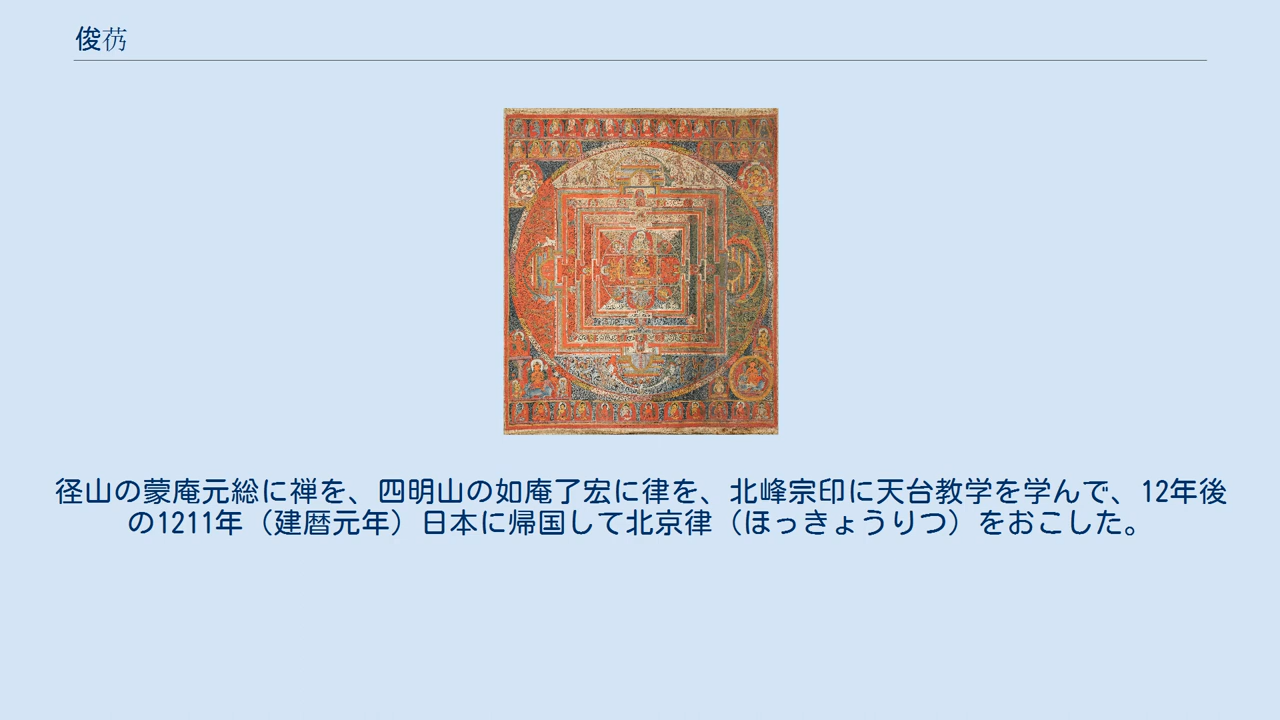 俊芿
径山の蒙庵元総に禅を、四明山の如庵了宏に律を、北峰宗印に天台教学を学んで、12年後
の1211年（建暦元年）日本に帰国して北京律（ほっきょうりつ）をおこした。